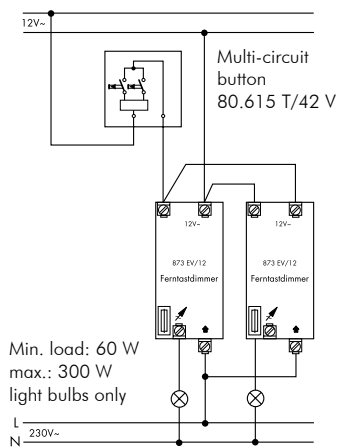 12V~
Multi-circuit
button
80.615 T/42 V
12V~
12V~
873 EV/12
873 EV/12
Ferntastdimmer
Ferntastdimmer
Min. load: 60 W
max.: 300 W
light bulbs only
L
230V~
N